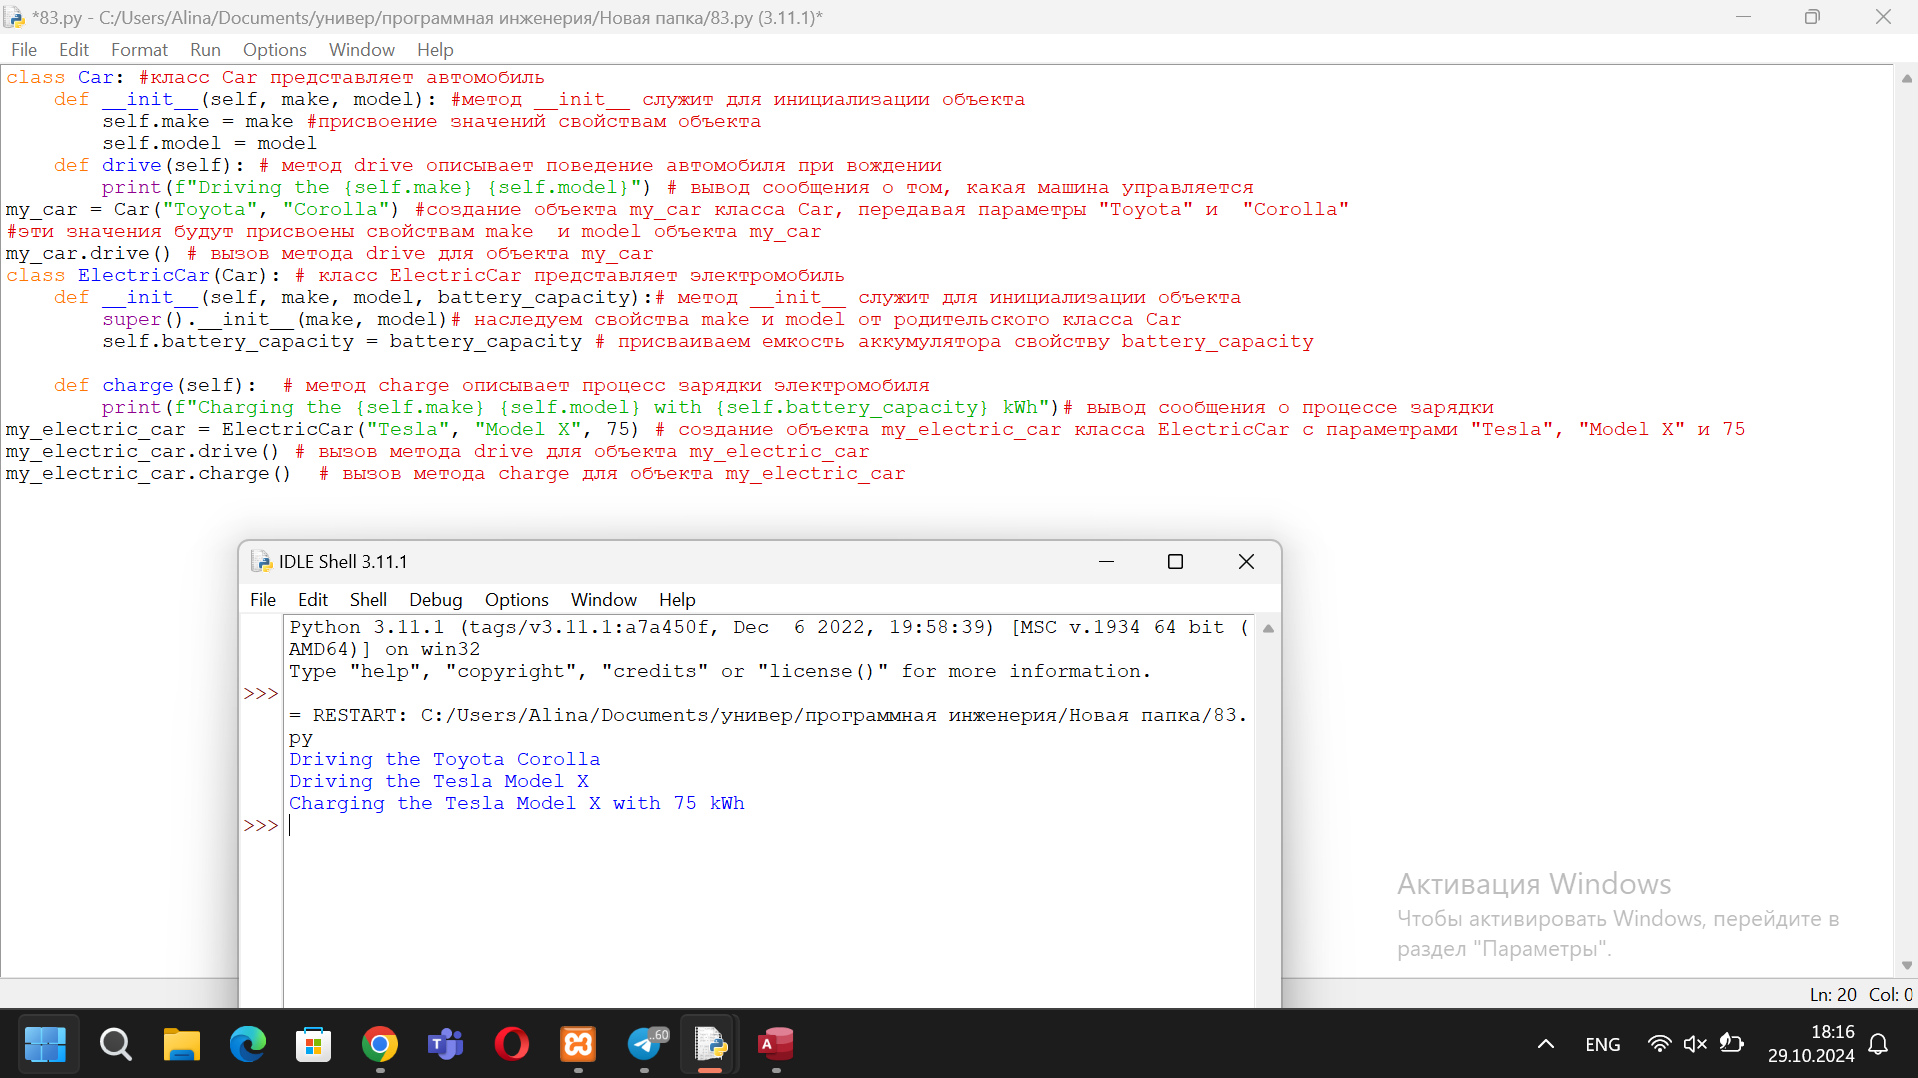 *83.py - C:/Users/Alina/Documents/универ/программная инженерия/Новая папка/83.py (3.11.1)*
File Edit Format Run Options Window Help
class Car: #класс Car представляет автомобиль
    def __init__(self, make, model): #метод __init__ служит для инициализации объекта
        self.make = make #присвоение значений свойствам объекта
        self.model = model
    def drive(self): # метод drive описывает поведение автомобиля при вождении
        print(f"Driving the {self.make} {self.model}") # вывод сообщения о том, какая машина управляется
my_car = Car("Toyota", "Corolla") #создание объекта my_car класса Car, передавая параметры "Toyota" и  "Corolla"
#эти значения будут присвоены свойствам make  и model объекта my_car
my_car.drive() # вызов метода drive для объекта my_car
class ElectricCar(Car): # класс ElectricCar представляет электромобиль
    def __init__(self, make, model, battery_capacity):# метод __init__ служит для инициализации объекта
        super().__init__(make, model)# наследуем свойства make и model от родительского класса Car
        self.battery_capacity = battery_capacity # присваиваем емкость аккумулятора свойству battery_capacity
    def charge(self):  # метод charge описывает процесс зарядки электромобиля
        print(f"Charging the {self.make} {self.model} with {self.battery_capacity} kWh")# вывод сообщения о процессе зарядки
my_electric_car = ElectricCar("Tesla", "Model X", 75) # создание объекта my_electric_car класса ElectricCar с параметрами "Tesla", "Model X" и 75
my_electric_car.drive() # вызов метода drive для объекта my_electric_car
my_electric_car.charge()  # вызов метода charge для объекта my_electric_car
IDLE Shell 3.11.1
File Edit Shell Debug Options Window Help
Python 3.11.1 (tags/v3.11.1:a7a450f, Dec  6 2022, 19:58:39) [MSC v.1934 64 bit (
AMD64)] on win32
Type "help", "copyright", "credits" or "license()" for more information.
>>>
= RESTART: C:/Users/Alina/Documents/универ/программная инженерия/Новая папка/83.
py
Driving the Toyota Corolla
Driving the Tesla Model X
Charging the Tesla Model X with 75 kWh
>>>
Активация Windows
Чтобы активировать Windows, перейдите в
раздел "Параметры".
Ln: 20 Col: 0
60
ENG
18:16
29.10.2024